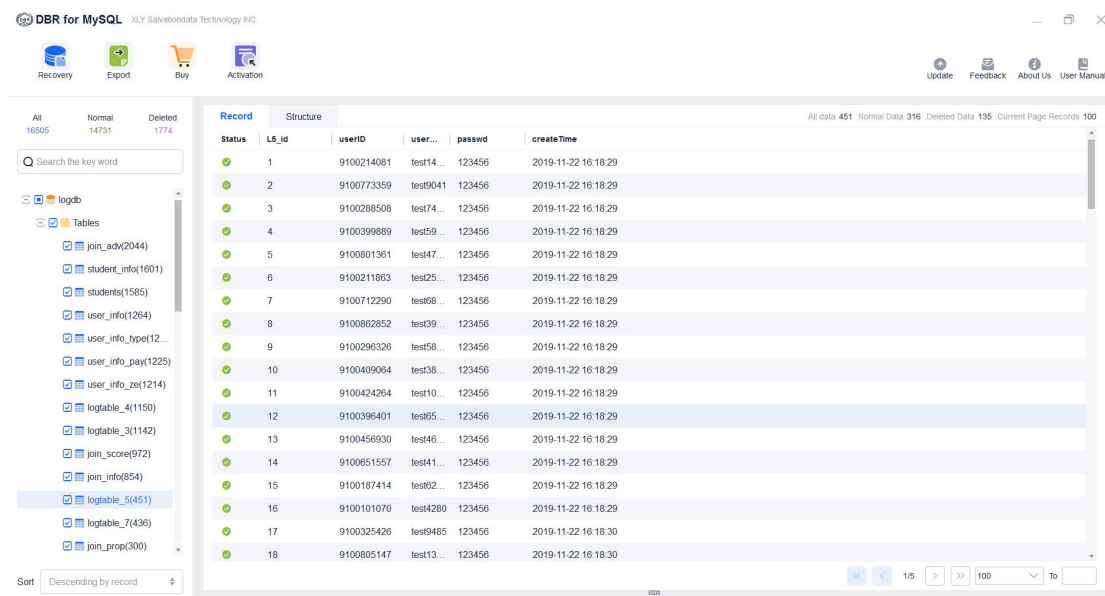 DBR for MySQL XLY Salvationdata Technology INC.
Recovery Export Buy Activation
Update Feedback About Us User Manual
All Normal Deleted
16505 14731 1774
Search the key word
logdb
Tables
join_adv(2044)
student_info(1601)
students(1585)
user_info(1264)
user_info_type(12...
user_info_pay(1225)
user_info_ze(1214)
logtable_4(1150)
logtable_3(1142)
join_score(972)
join_info(854)
logtable_5(451)
logtable_7(436)
join_prop(300)
Sort Descending by record
Record Structure
All data 451 ,Normal Data 316 ,Deleted Data 135 ,Current Page Records 100
Status L5_id userID user... passwd createTime
1 9100214081 test14... 123456 2019-11-22 16:18:29
2 9100773359 test9041 123456 2019-11-22 16:18:29
3 9100288508 test74... 123456 2019-11-22 16:18:29
4 9100399889 test59... 123456 2019-11-22 16:18:29
5 9100801361 test47... 123456 2019-11-22 16:18:29
6 9100211863 test25... 123456 2019-11-22 16:18:29
7 9100712290 test68... 123456 2019-11-22 16:18:29
8 9100862852 test39... 123456 2019-11-22 16:18:29
9 9100296326 test58... 123456 2019-11-22 16:18:29
10 9100409064 test38... 123456 2019-11-22 16:18:29
11 9100424264 test10... 123456 2019-11-22 16:18:29
12 9100396401 test65... 123456 2019-11-22 16:18:29
13 9100456930 test46... 123456 2019-11-22 16:18:29
14 9100651557 test41... 123456 2019-11-22 16:18:29
15 9100187414 test62... 123456 2019-11-22 16:18:29
16 9100101070 test4280 123456 2019-11-22 16:18:29
17 9100325426 test9485 123456 2019-11-22 16:18:30
18 9100805147 test13... 123456 2019-11-22 16:18:30
1/5 100 To